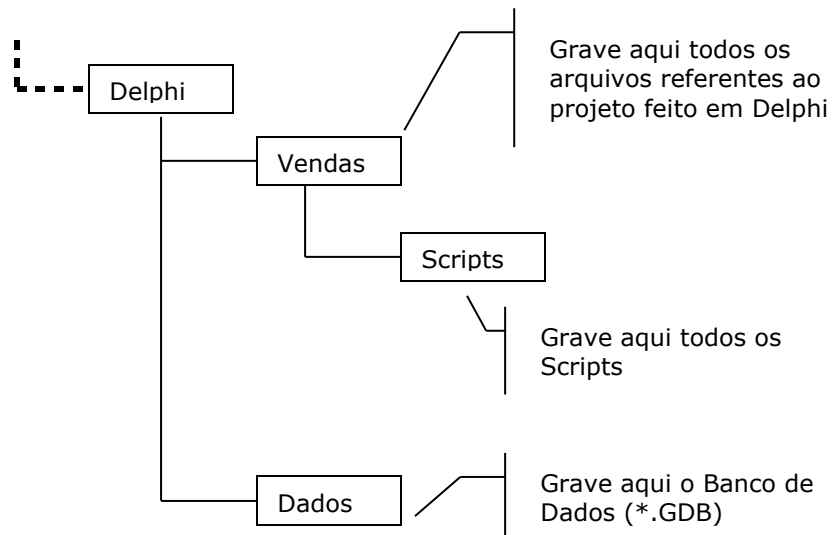 Delphi
Grave aqui todos os
arquivos referentes ao
projeto feito em Delphi
Vendas
Scripts
Grave aqui todos os
Scripts
Dados
Grave aqui o Banco de
Dados (*.GDB)